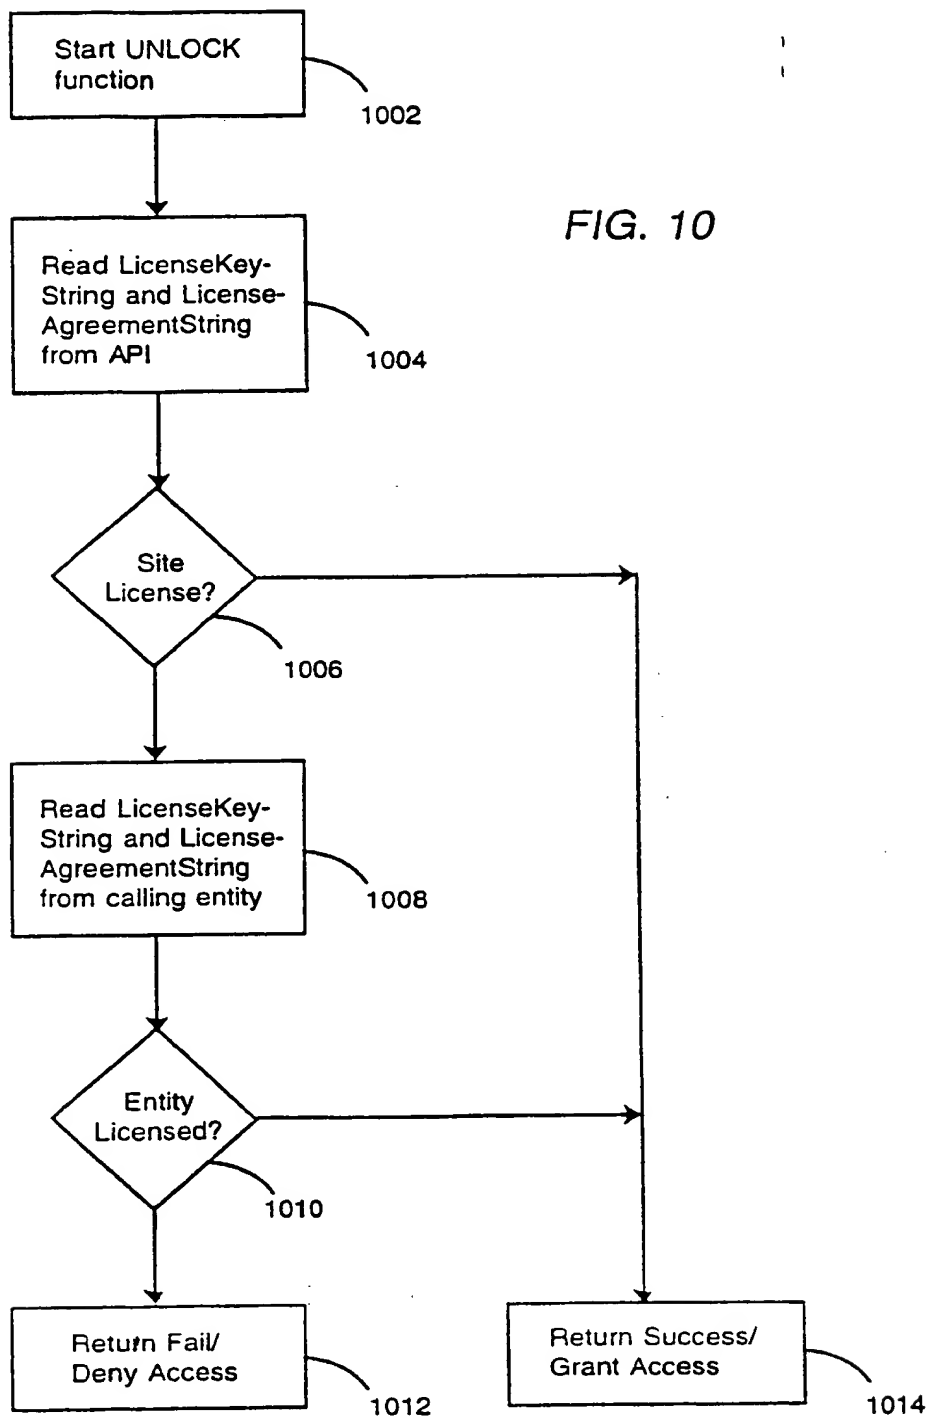 Start UNLOCK
function
1002
FIG. 10
Read LicenseKey-
String and License-
AgreementString
from API
1004
Site
License?
1006
Read LicenseKey-
String and License-
AgreementString
from calling entity
1008
Entity
Licensed?
1010
Return Fail/
Deny Access
1012
Return Success/
Grant Access
1014